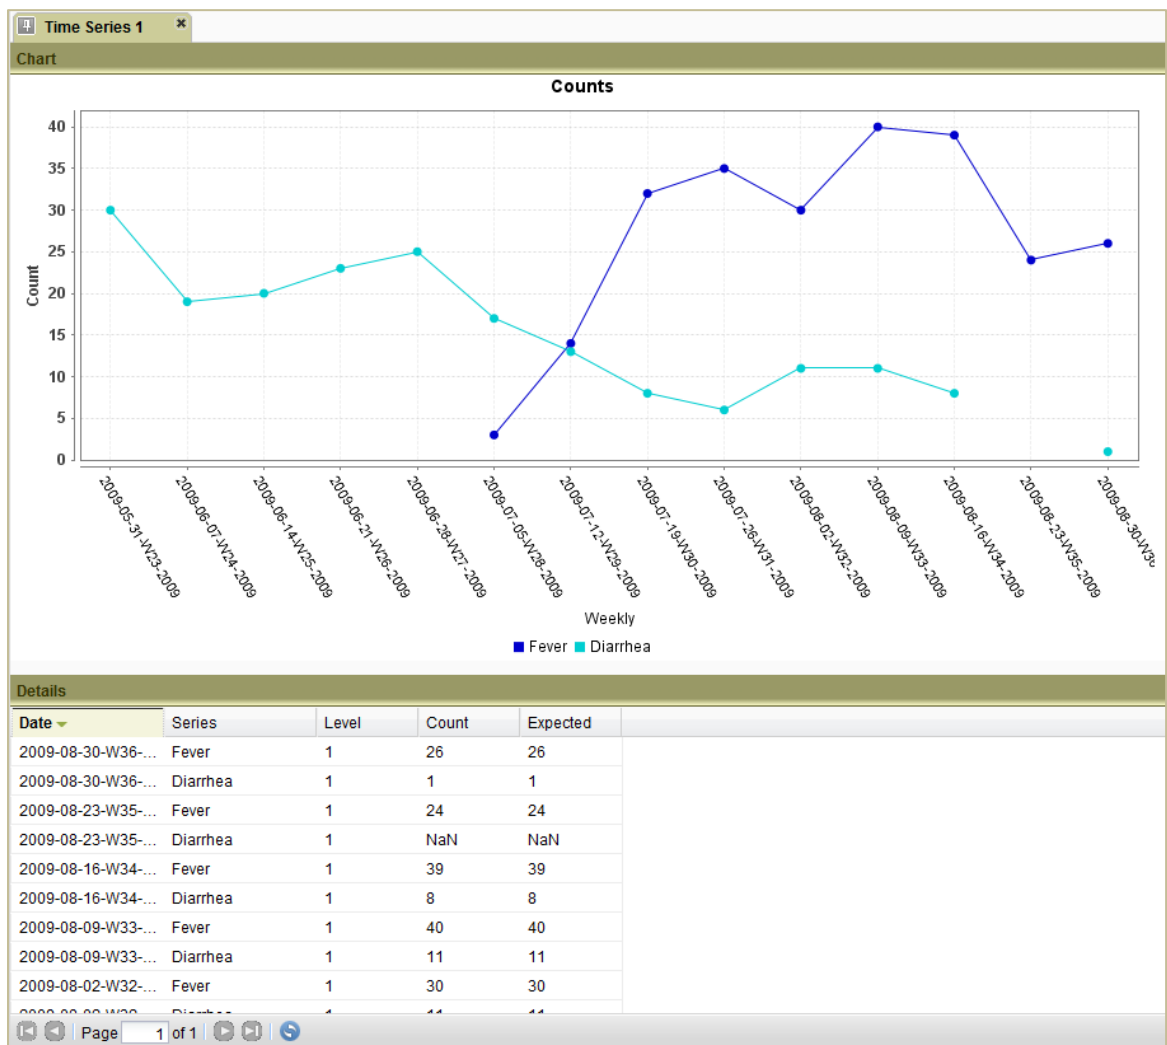 Time Series 1
Chart
Counts
40
35
30
25
20
15
10
5
0
Count
2009-05-31-W23-2009
2009-06-07-W24-2009
2009-06-14-W25-2009
2009-06-21-W26-2009
2009-06-28-W27-2009
2009-07-05-W28-2009
2009-07-12-W29-2009
2009-07-19-W30-2009
2009-07-26-W31-2009
2009-08-02-W32-2009
2009-08-09-W33-2009
2009-08-16-W34-2009
2009-08-23-W35-2009
Weekly
Fever Diarrhea
Details
Date Series Level Count Expected
2009-08-30-W36-... Fever 1 26 26
2009-08-30-W36-... Diarrhea 1 1 1
2009-08-23-W35-... Fever 1 24 24
2009-08-23-W35-... Diarrhea 1 NaN NaN
2009-08-16-W34-... Fever 1 39 39
2009-08-16-W34-... Diarrhea 1 8 8
2009-08-09-W33-... Fever 1 40 40
2009-08-09-W33-... Diarrhea 1 11 11
2009-08-02-W32-... Fever 1 30 30
Page 1 of 1